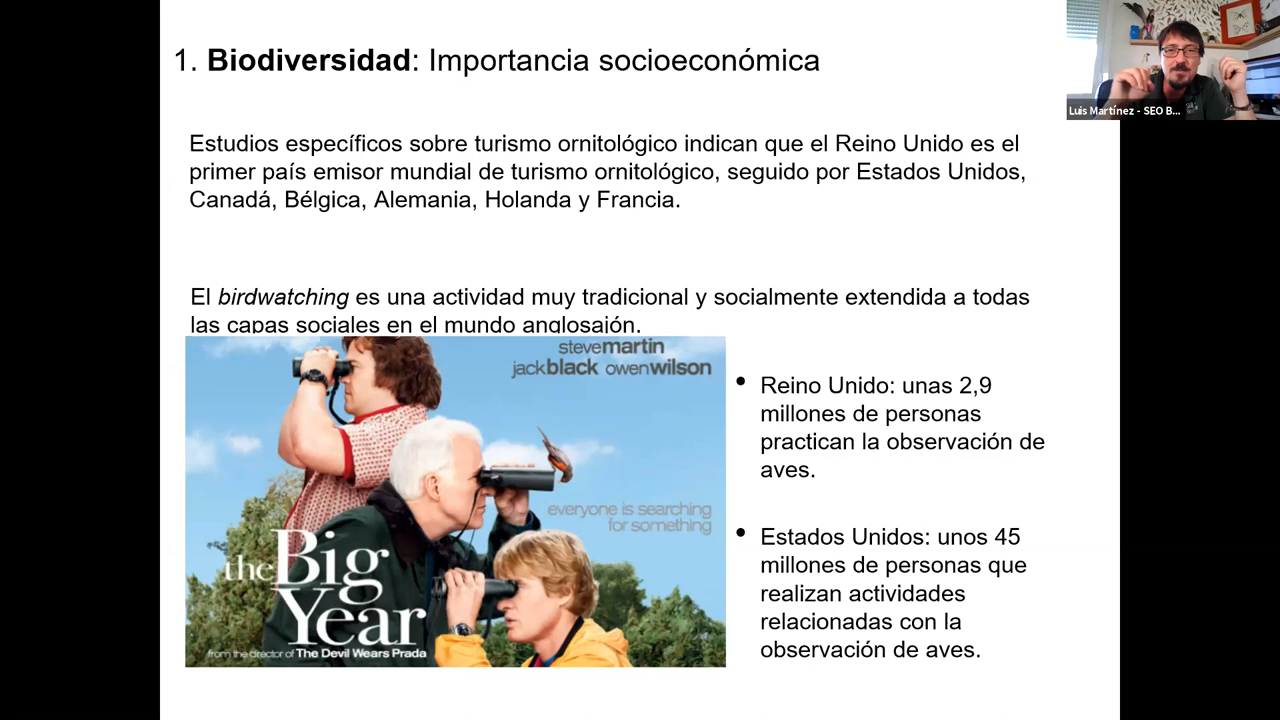 1. Biodiversidad: Importancia socioeconómica
Luis Martínez - SEO B...
Estudios específicos sobre turismo ornitológico indican que el Reino Unido es el
primer país emisor mundial de turismo ornitológico, seguido por Estados Unidos,
Canadá, Bélgica, Alemania, Holanda y Francia.
El birdwatching es una actividad muy tradicional y socialmente extendida a todas
las capas sociales en el mundo anglosajón.
stevemartin
jackblack owenwilson
everyone is searching
for something
the Big
Year
from the director of The Devil Wears Prada
• Reino Unido: unas 2,9
millones de personas
practican la observación de
aves.
• Estados Unidos: unos 45
millones de personas que
realizan actividades
relacionadas con la
observación de aves.